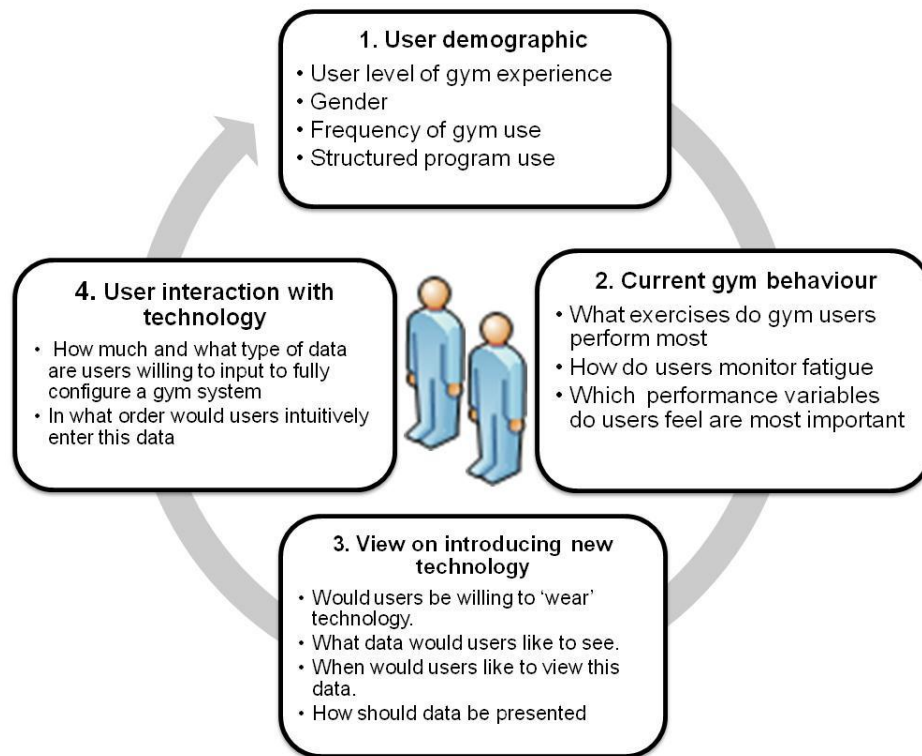 1. User demographic
• User level of gym experience
• Gender
• Frequency of gym use
• Structured program use
2. Current gym behaviour
• What exercises do gym users
perform most
• How do users monitor fatigue
• Which performance variables
do users feel are most important
3. View on introducing new
technology
• Would users be willing to ‘wear’
technology.
• What data would users like to see.
• When would users like to view this
data.
• How should data be presented
4. User interaction with
technology
• How much and what type of data
are users willing to input to fully
configure a gym system
• In what order would users intuitively
enter this data